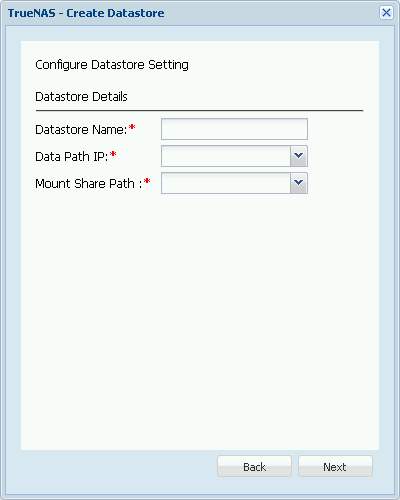 TrueNAS - Create Datastore
Configure Datastore Setting
Datastore Details
Datastore Name:*
Data Path IP:*
Mount Share Path :*
Back Next